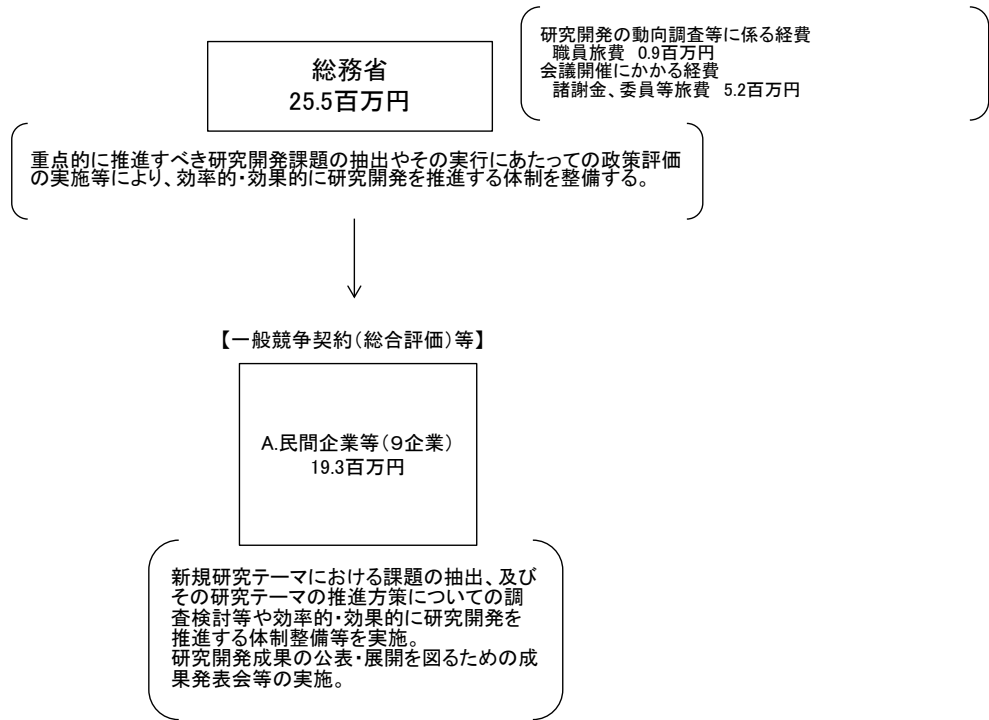 総務省
25.5百万円
研究開発の動向調査等に係る経費
職員旅費 0.9百万円
会議開催にかかる経費
諸謝金、委員等旅費 5.2百万円
重点的に推進すべき研究開発課題の抽出やその実行にあたっての政策評価
の実施等により、効率的・効果的に研究開発を推進する体制を整備する。
【一般競争契約(総合評価)等】
A.民間企業等(9企業)
19.3百万円
新規研究テーマにおける課題の抽出、及び
その研究テーマの推進方策についての調
査検討等や効率的・効果的に研究開発を
推進する体制整備等を実施。
研究開発成果の公表・展開を図るための成
果発表会等の実施。